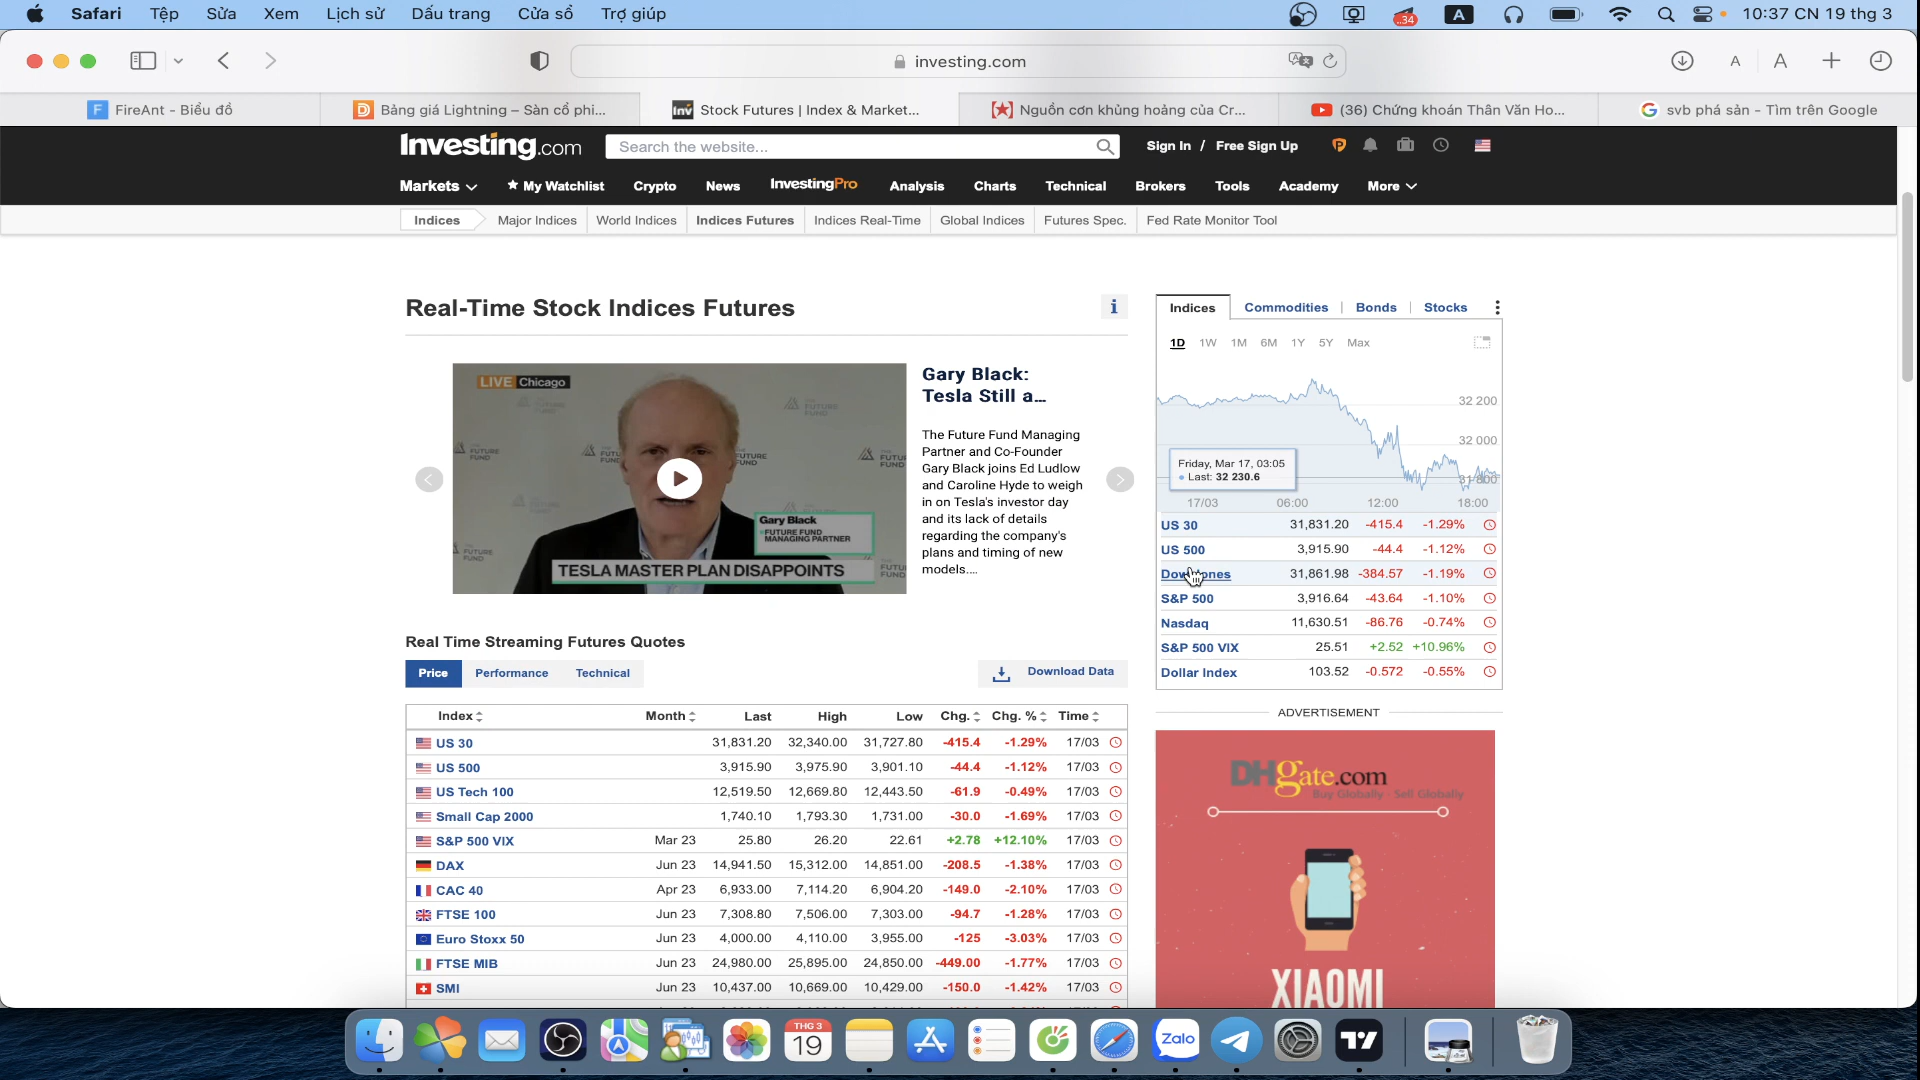 Safari Tệp Sửa Xem Lịch sử Dấu trang Cửa sổ Trợ giúp
..34 A 10:37 CN 19 thg 3
investing.com
A A
FireAnt - Biểu đồ
Bảng giá Lightning – Sàn cổ phi...
Stock Futures | Index & Market...
Nguồn cơn khủng hoảng của Cr...
(36) Chứng khoán Thân Văn Ho...
svb phá sản - Tìm trên Google
Investing.com
Search the website...
Sign In / Free Sign Up
Markets My Watchlist Crypto News InvestingPro Analysis Charts Technical Brokers Tools Academy More
Indices Major Indices World Indices Indices Futures Indices Real-Time Global Indices Futures Spec. Fed Rate Monitor Tool
Real-Time Stock Indices Futures
LIVE Chicago
THE FUTURE FUND
Gary Black
FUTURE FUND
MANAGING PARTNER
TESLA MASTER PLAN DISAPPOINTS
Gary Black:
Tesla Still a...
The Future Fund Managing
Partner and Co-Founder
Gary Black joins Ed Ludlow
and Caroline Hyde to weigh
in on Tesla's investor day
and its lack of details
regarding the company's
plans and timing of new
models....
Real Time Streaming Futures Quotes
Price Performance Technical
Download Data
Index Month Last High Low Chg. Chg. % Time
US 30 31,831.20 32,340.00 31,727.80 -415.4 -1.29% 17/03
US 500 3,915.90 3,975.90 3,901.10 -44.4 -1.12% 17/03
US Tech 100 12,519.50 12,669.80 12,443.50 -61.9 -0.49% 17/03
Small Cap 2000 1,740.10 1,793.30 1,731.00 -30.0 -1.69% 17/03
S&P 500 VIX Mar 23 25.80 26.20 22.61 +2.78 +12.10% 17/03
DAX Jun 23 14,941.50 15,312.00 14,851.00 -208.5 -1.38% 17/03
CAC 40 Apr 23 6,933.00 7,114.20 6,904.20 -149.0 -2.10% 17/03
FTSE 100 Jun 23 7,308.80 7,506.00 7,303.00 -94.7 -1.28% 17/03
Euro Stoxx 50 Jun 23 4,000.00 4,110.00 3,955.00 -125 -3.03% 17/03
FTSE MIB Jun 23 24,980.00 25,895.00 24,850.00 -449.00 -1.77% 17/03
SMI Jun 23 10,437.00 10,669.00 10,429.00 -150.0 -1.42% 17/03
Indices Commodities Bonds Stocks
1D 1W 1M 6M 1Y 5Y Max
32 200
32 000
31 800
Friday, Mar 17, 03:05
Last: 32 230.6
17/03 06:00 12:00 18:00
US 30 31,831.20 -415.4 -1.29%
US 500 3,915.90 -44.4 -1.12%
Dow Jones 31,861.98 -384.57 -1.19%
S&P 500 3,916.64 -43.64 -1.10%
Nasdaq 11,630.51 -86.76 -0.74%
S&P 500 VIX 25.51 +2.52 +10.96%
Dollar Index 103.52 -0.572 -0.55%
ADVERTISEMENT
DHgate.com
Buy Globally · Sell Globally
XIAOMI
THG 3
19
Zalo